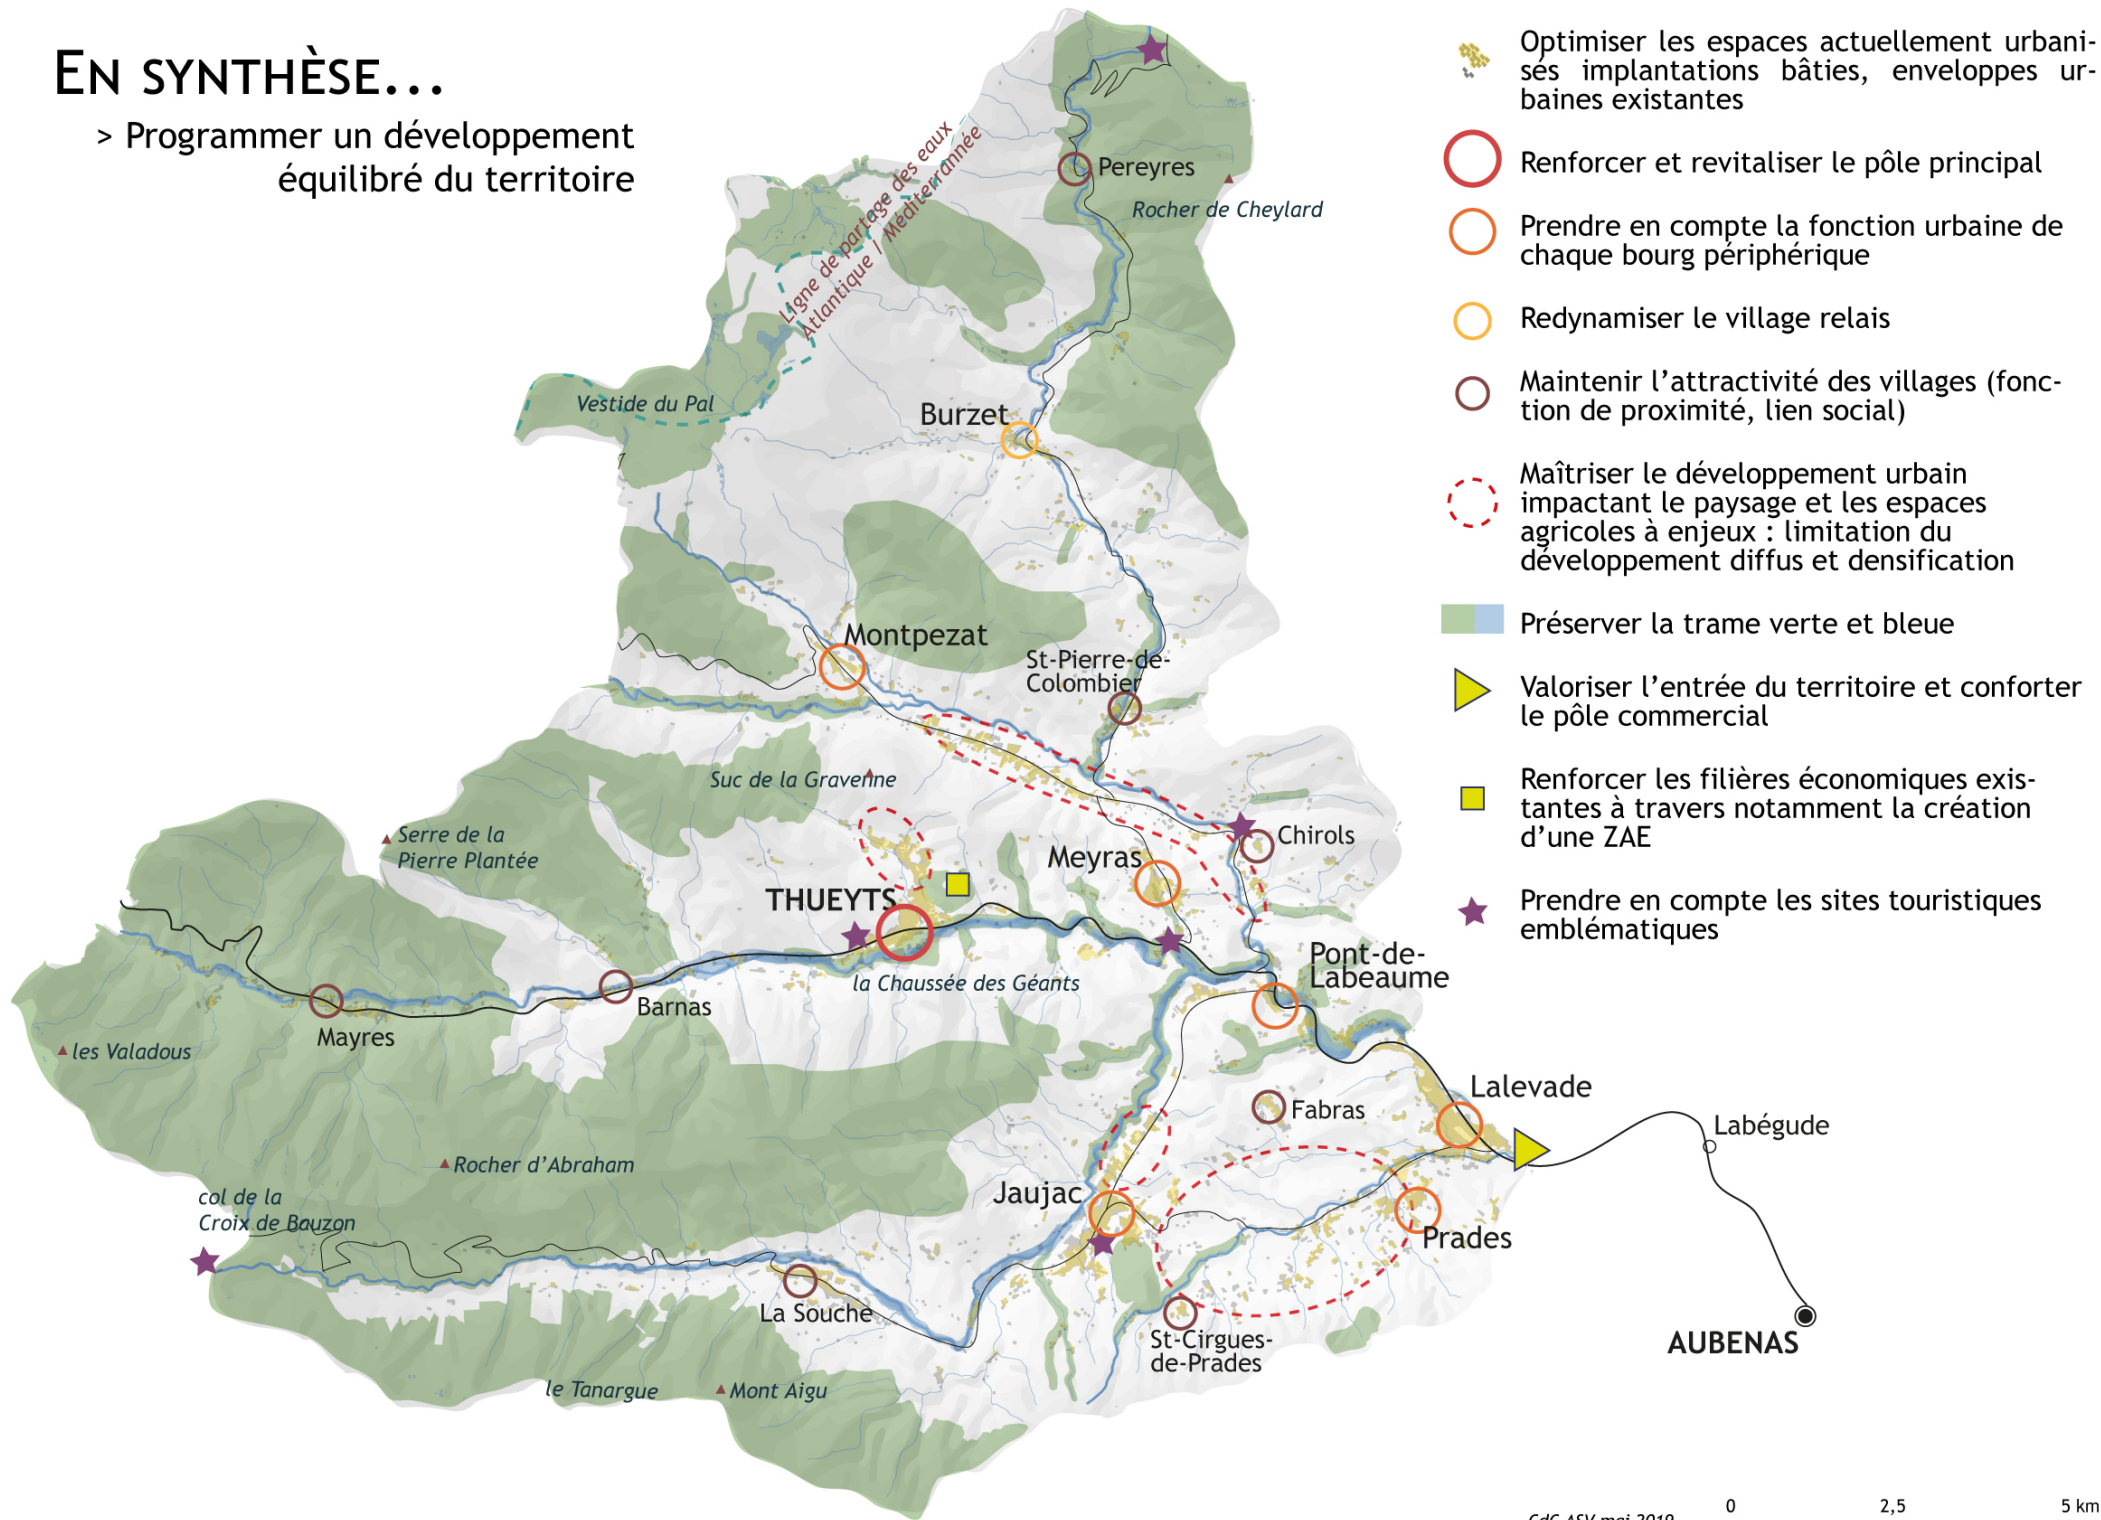 EN SYNTHÈSE...
> Programmer un développement
équilibré du territoire
Ligne de partage des eaux
Atlantique / Méditerrannée
Pereyres
Rocher de Cheylard
Vestide du Pal
Burzet
Montpezat
St-Pierre-de-
Colombier
Suc de la Gravenne
Serre de la
Pierre Plantée
Chirols
Meyras
THUEYTS
Pont-de-
Labeaume
la Chaussée des Géants
Barnas
Mayres
les Valadous
Lalevade
Fabras
Labégude
Rocher d'Abraham
Jaujac
col de la
Croix de Bauzon
Prades
La Souche
St-Cirgues-
de-Prades
AUBENAS
le Tanargue
Mont Aigu
Optimiser les espaces actuellement urbani-
sés implantations bâties, enveloppes ur-
baines existantes
Renforcer et revitaliser le pôle principal
Prendre en compte la fonction urbaine de
chaque bourg périphérique
Redynamiser le village relais
Maintenir l'attractivité des villages (fonc-
tion de proximité, lien social)
Maîtriser le développement urbain
impactant le paysage et les espaces
agricoles à enjeux : limitation du
développement diffus et densification
Préserver la trame verte et bleue
Valoriser l'entrée du territoire et conforter
le pôle commercial
Renforcer les filières économiques exis-
tantes à travers notamment la création
d'une ZAE
Prendre en compte les sites touristiques
emblématiques
0 2,5 5 km
CdC ASV mai 2019